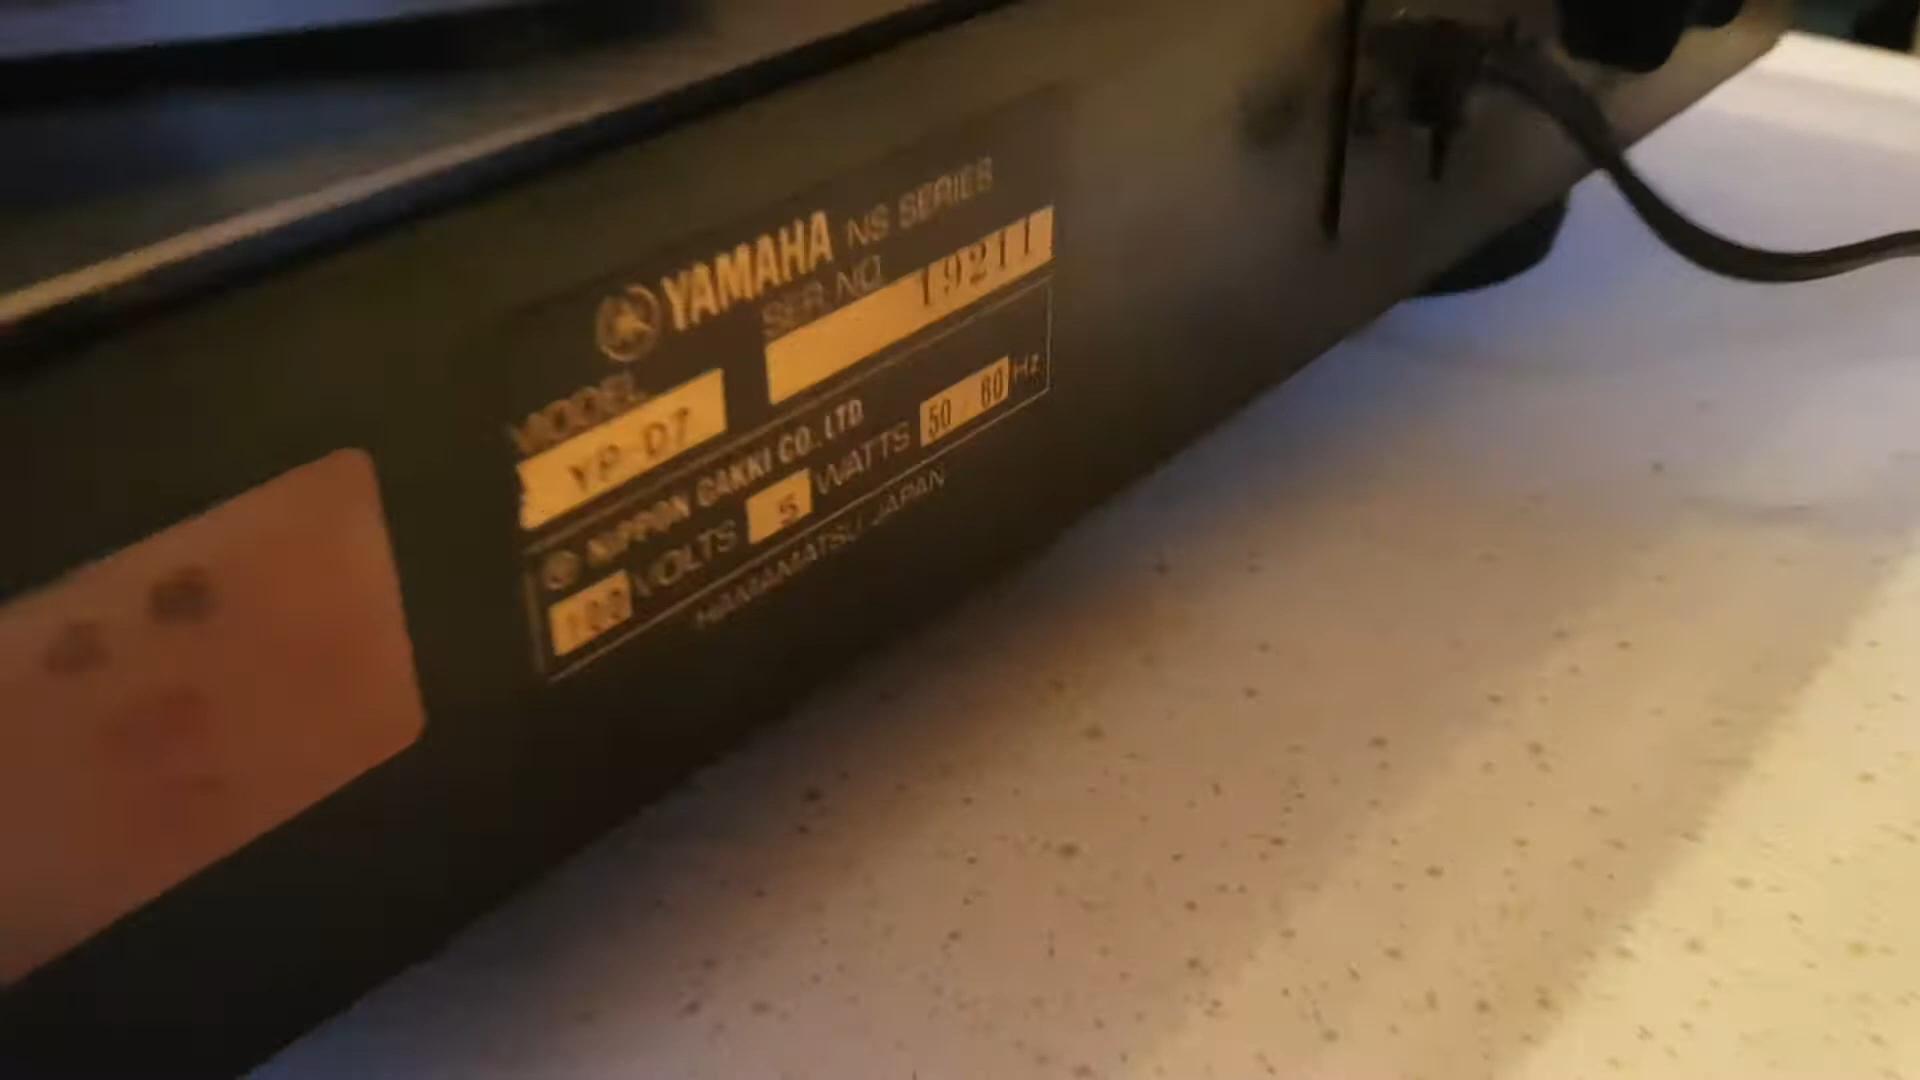 YAMAHA NS SERIES
MODEL SER. NO.
YP-D7 19211
NIPPON GAKKI CO., LTD
100 VOLTS 5 WATTS 50/60 Hz
HAMAMATSU JAPAN